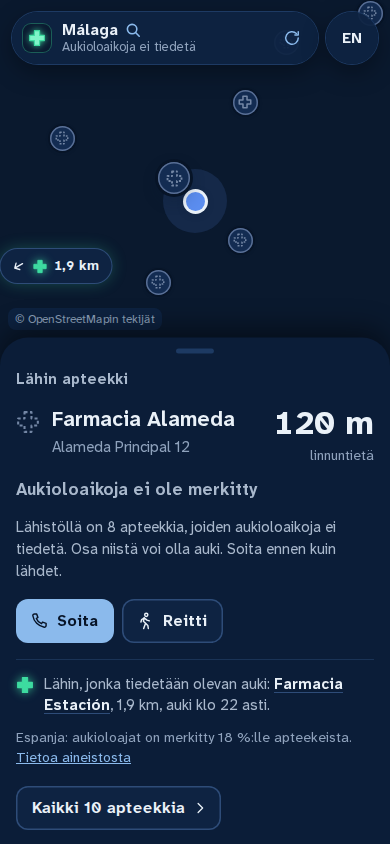 Málaga
Aukioloaikoja ei tiedetä
EN
1,9 km
© OpenStreetMapin tekijät
Lähin apteekki
Farmacia Alameda
120 m
Alameda Principal 12
linnuntietä
Aukioloaikoja ei ole merkitty
Lähistöllä on 8 apteekkia, joiden aukioloaikoja ei
tiedetä. Osa niistä voi olla auki. Soita ennen kuin
lähdet.
Soita
Reitti
Lähin, jonka tiedetään olevan auki: Farmacia
Estación, 1,9 km, auki klo 22 asti.
Espanja: aukioloajat on merkitty 18 %:lle apteekeista.
Tietoa aineistosta
Kaikki 10 apteekkia